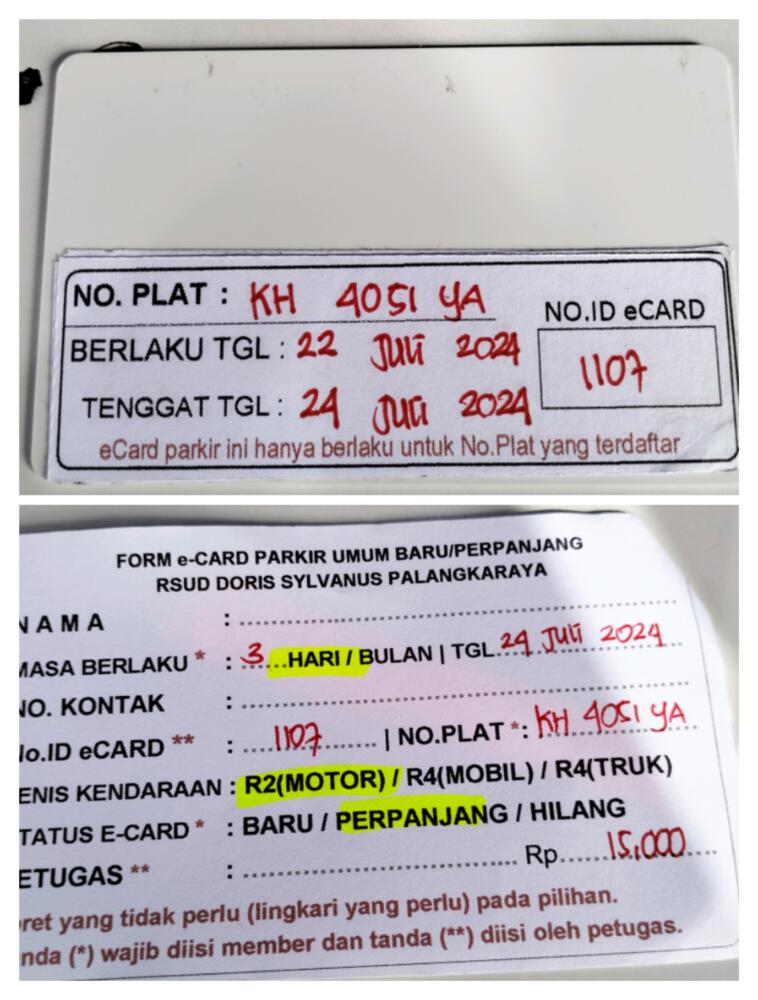 NO. PLAT : KH 4051 YA
NO.ID eCARD
BERLAKU TGL : 22 JULI 2024
1107
TENGGAT TGL : 24 JULI 2024
eCard parkir ini hanya berlaku untuk No.Plat yang terdaftar
FORM e-CARD PARKIR UMUM BARU/PERPANJANG
RSUD DORIS SYLVANUS PALANGKARAYA
NAMA : ..............................
MASA BERLAKU * : 3...HARI / BULAN | TGL.24 JULI 2024
NO. KONTAK : ..............................
No.ID eCARD ** : ....1107.......... | NO.PLAT *: KH 4051 YA
ENIS KENDARAAN : R2(MOTOR) / R4(MOBIL) / R4(TRUK)
TATUS E-CARD * : BARU / PERPANJANG / HILANG
ETUGAS ** : .............................. Rp......15.000....
ret yang tidak perlu (lingkari yang perlu) pada pilihan.
nda (*) wajib diisi member dan tanda (**) diisi oleh petugas.